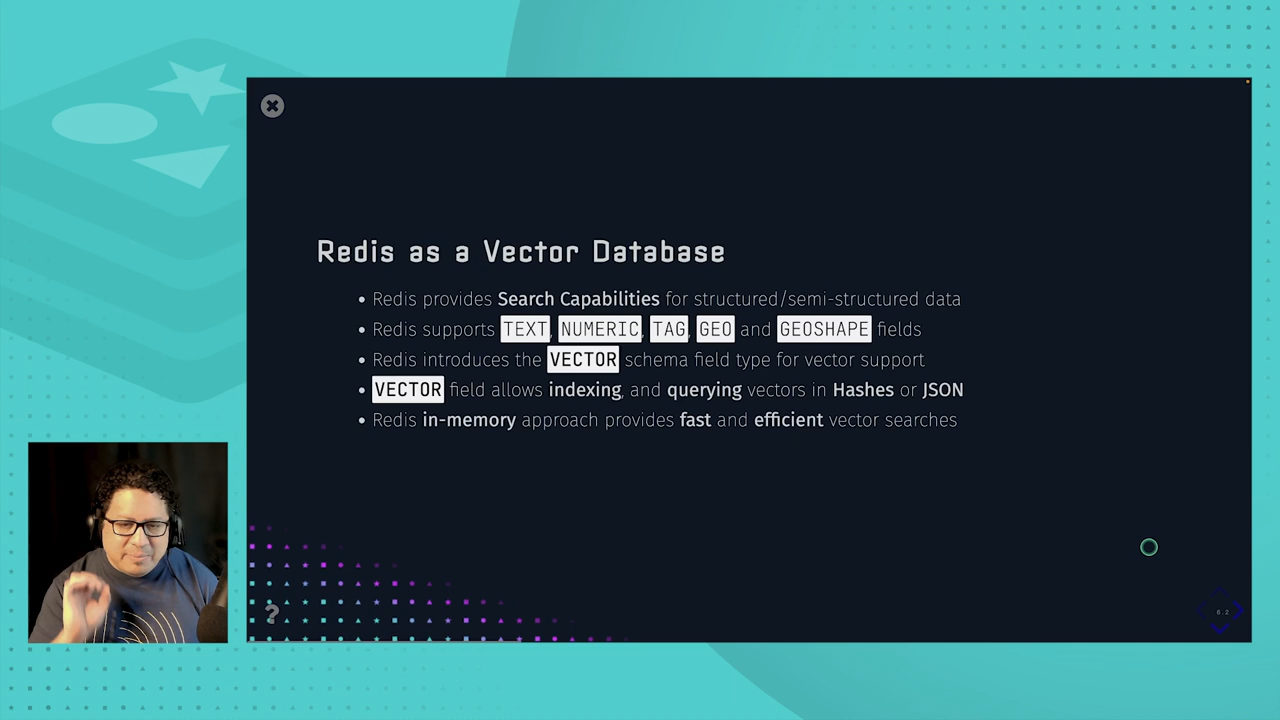 Redis as a Vector Database
• Redis provides Search Capabilities for structured/semi-structured data
• Redis supports TEXT, NUMERIC, TAG, GEO and GEOSHAPE fields
• Redis introduces the VECTOR schema field type for vector support
• VECTOR field allows indexing, and querying vectors in Hashes or JSON
• Redis in-memory approach provides fast and efficient vector searches
?
6.2